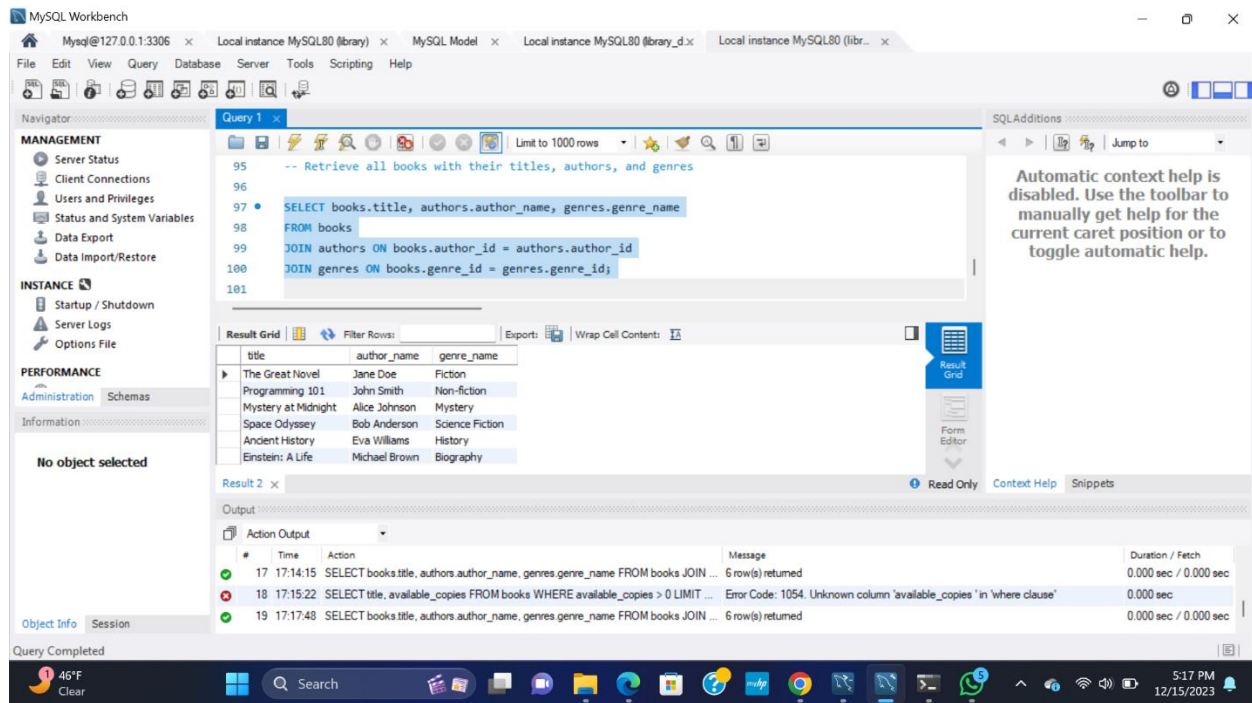 MySQL Workbench
Mysql@127.0.0.1:3306 × Local instance MySQL80 (library) × MySQL Model × Local instance MySQL80 (library_d.× Local instance MySQL80 (libr... ×
File Edit View Query Database Server Tools Scripting Help
Navigator
MANAGEMENT
Server Status
Client Connections
Users and Privileges
Status and System Variables
Data Export
Data Import/Restore
INSTANCE
Startup / Shutdown
Server Logs
Options File
PERFORMANCE
Administration Schemas
Information
No object selected
Object Info Session
Query 1 ×
Limit to 1000 rows
95 -- Retrieve all books with their titles, authors, and genres
96
97 SELECT books.title, authors.author_name, genres.genre_name
98 FROM books
99 JOIN authors ON books.author_id = authors.author_id
100 JOIN genres ON books.genre_id = genres.genre_id;
101
Result Grid Filter Rows: Export: Wrap Cell Content:
title author_name genre_name
The Great Novel Jane Doe Fiction
Programming 101 John Smith Non-fiction
Mystery at Midnight Alice Johnson Mystery
Space Odyssey Bob Anderson Science Fiction
Ancient History Eva Williams History
Einstein: A Life Michael Brown Biography
Result
Grid
Form
Editor
Result 2 × Read Only
SQLAdditions
Jump to
Automatic context help is
disabled. Use the toolbar to
manually get help for the
current caret position or to
toggle automatic help.
Context Help Snippets
Output
Action Output
# Time Action Message Duration / Fetch
17 17:14:15 SELECT books.title, authors.author_name, genres.genre_name FROM books JOIN ... 6 row(s) returned 0.000 sec / 0.000 sec
18 17:15:22 SELECT title, available_copies FROM books WHERE available_copies > 0 LIMIT ... Error Code: 1054. Unknown column 'available_copies ' in 'where clause' 0.000 sec
19 17:17:48 SELECT books.title, authors.author_name, genres.genre_name FROM books JOIN ... 6 row(s) returned 0.000 sec / 0.000 sec
Query Completed
1 46°F
Clear
Search
myhp
5
5:17 PM
12/15/2023